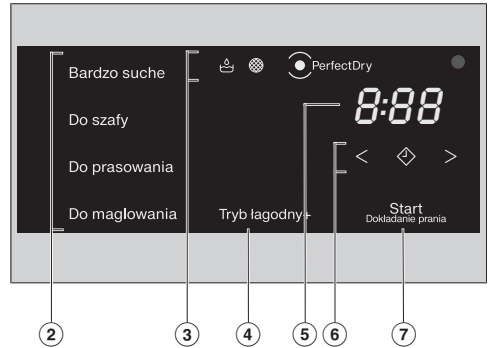 Bardzo suche
PerfectDry
Do szafy
8:88
Do prasowania
< >
Do maglowania
Tryb łagodny+
Start
Dokładanie prania
2 3 4 5 6 7